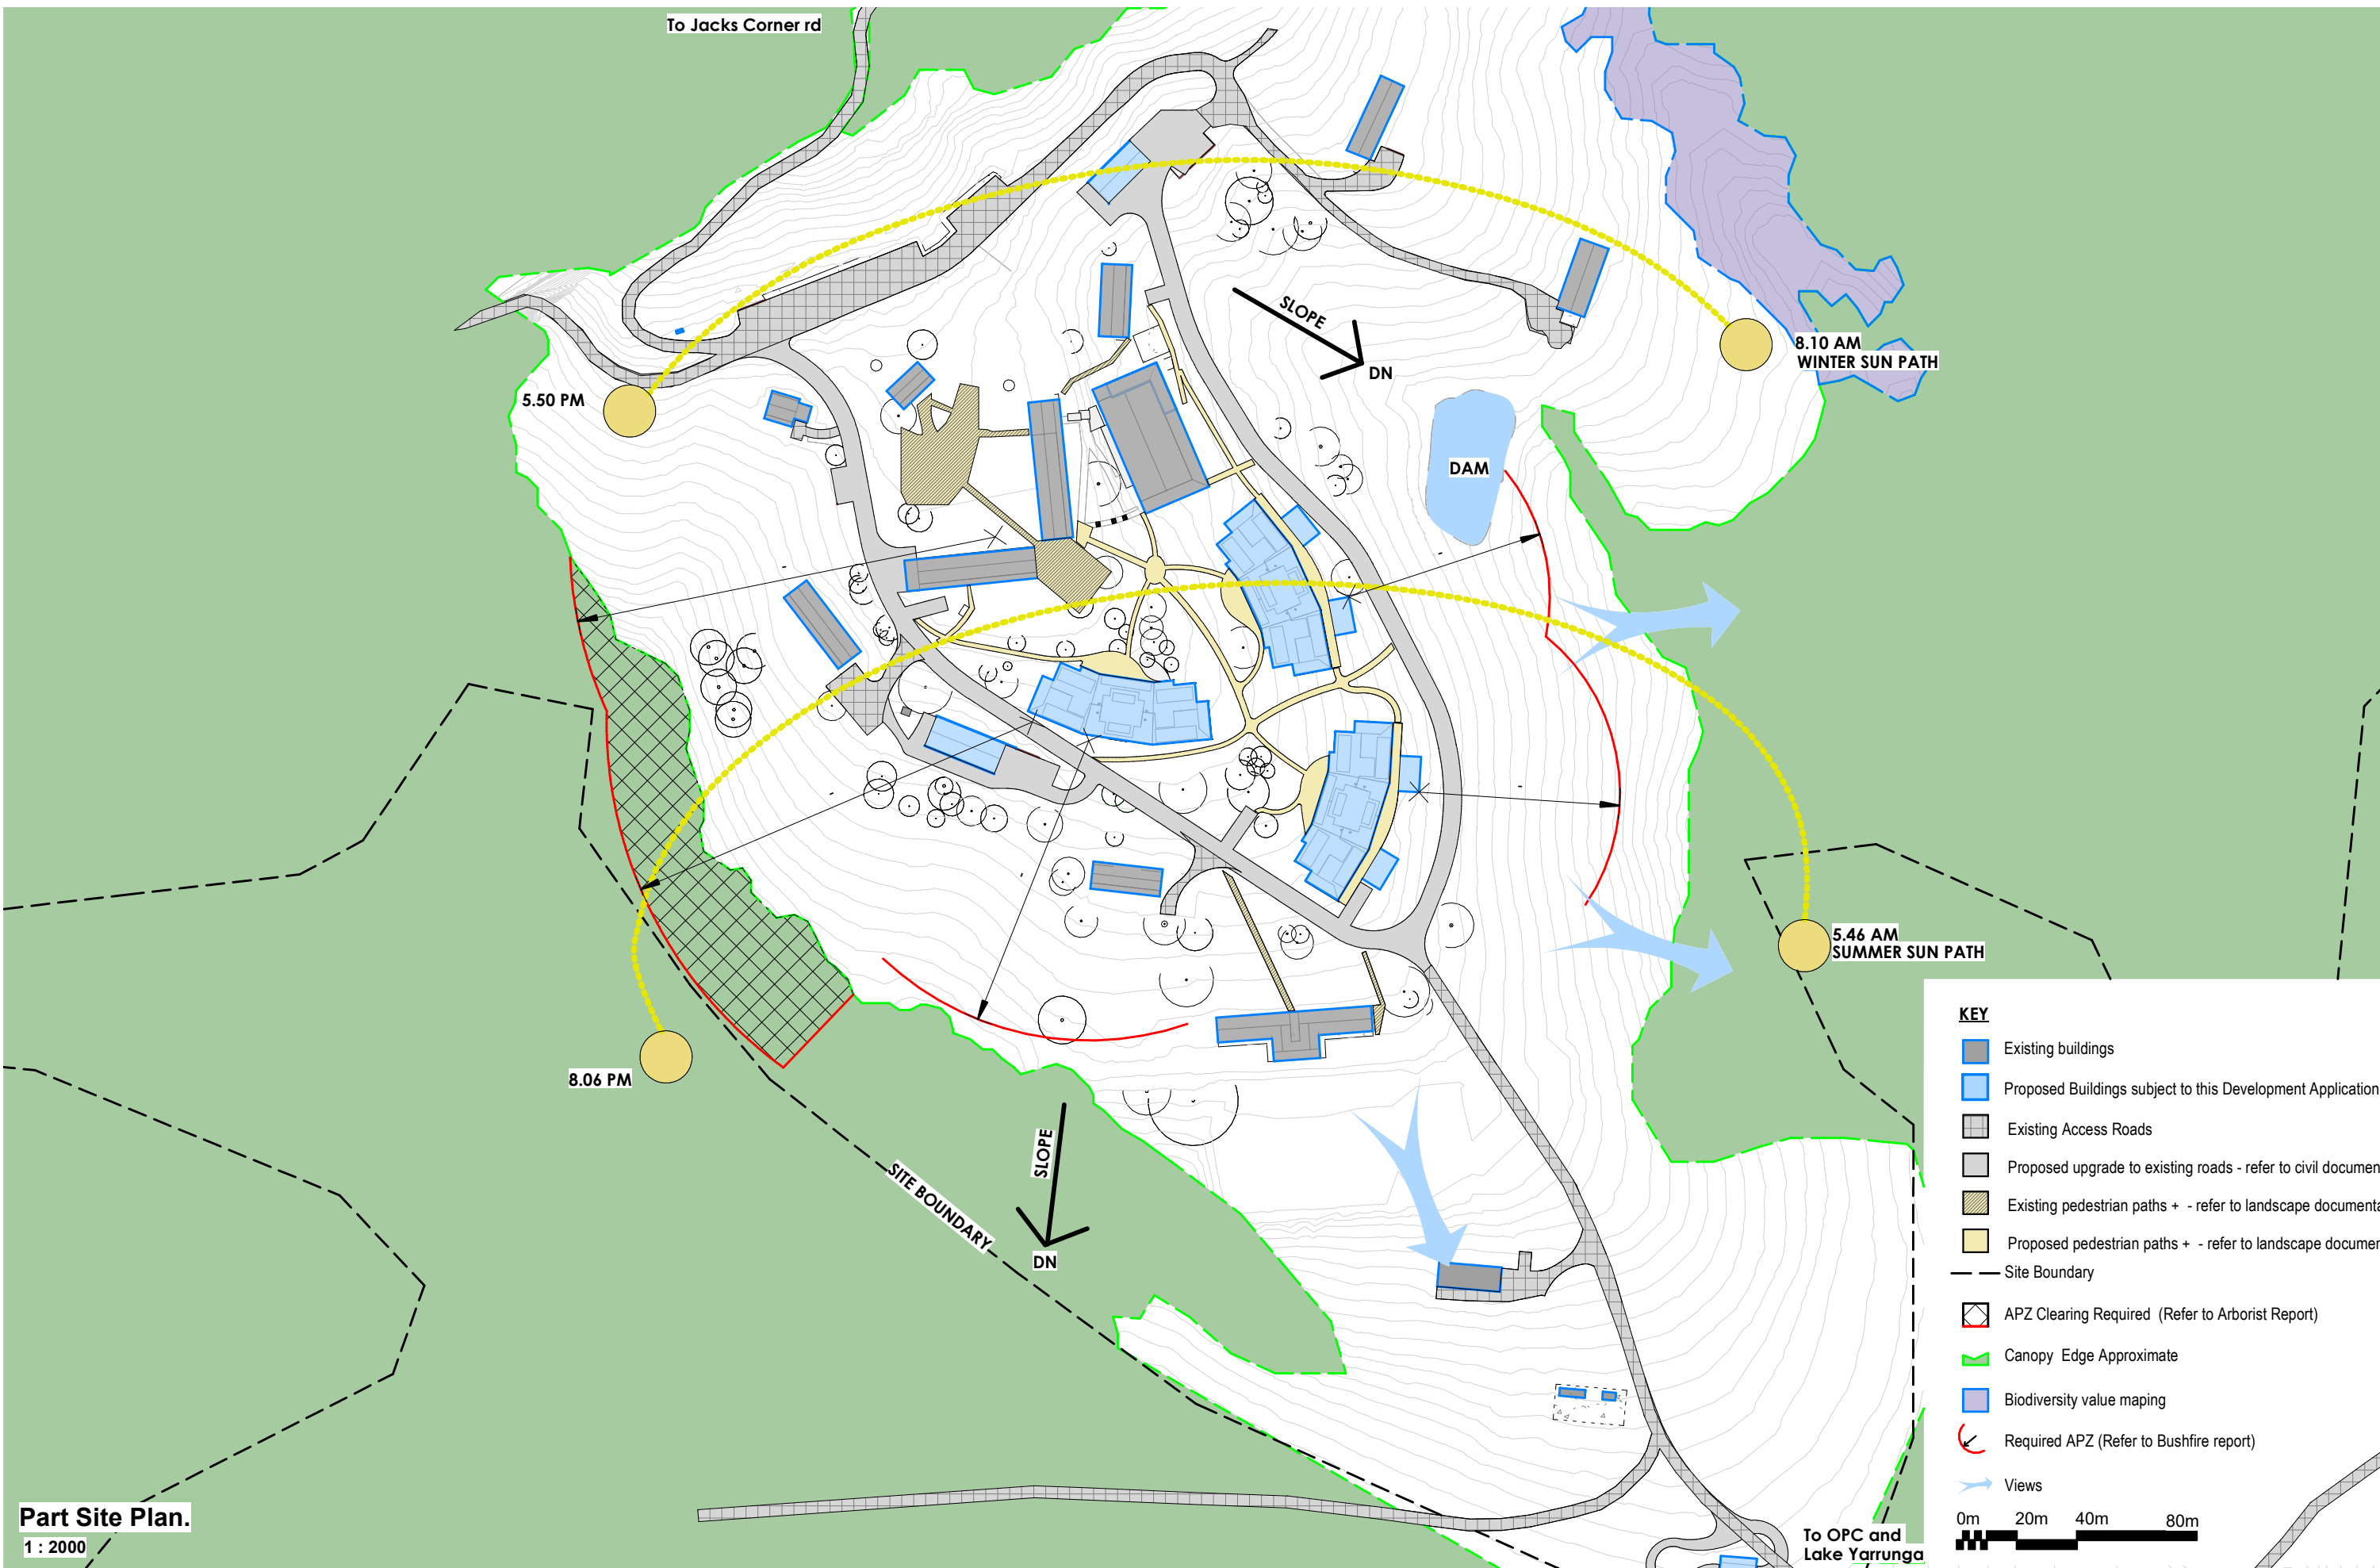 To Jacks Corner rd
SLOPE
DN
8.10 AM
WINTER SUN PATH
5.50 PM
DAM
5.46 AM
SUMMER SUN PATH
8.06 PM
SLOPE
DN
SITE BOUNDARY
KEY
Existing buildings
Proposed Buildings subject to this Development Application
Existing Access Roads
Proposed upgrade to existing roads - refer to civil documen
Existing pedestrian paths + - refer to landscape documenta
Proposed pedestrian paths + - refer to landscape documen
Site Boundary
APZ Clearing Required (Refer to Arborist Report)
Canopy Edge Approximate
Biodiversity value maping
Required APZ (Refer to Bushfire report)
Views
0m 20m 40m 80m
To OPC and
Lake Yarrunga
Part Site Plan.
1 : 2000